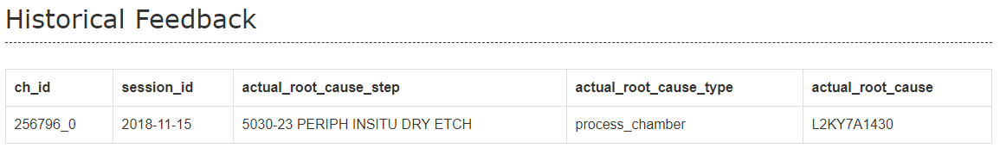 Historical Feedback
ch_id session_id actual_root_cause_step actual_root_cause_type actual_root_cause
256796_0 2018-11-15 5030-23 PERIPH INSITU DRY ETCH process_chamber L2KY7A1430